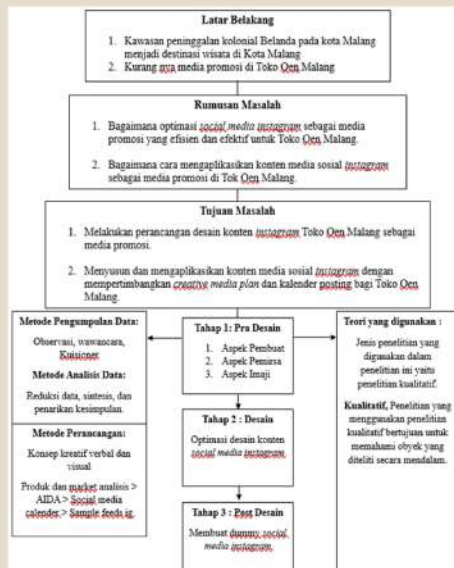 Latar Belakang
1. Kawasan peninggalan kolonial Belanda pada kota Malang
menjadi destinasi wisata di Kota Malang
2. Kurang nya media promosi di Toko Oen Malang
Rumusan Masalah
1. Bagaimana optimasi social media instagram sebagai media
promosi yang efisien dan efektif untuk Toko Oen Malang.
2. Bagaimana cara mengaplikasikan konten media sosial instagram
sebagai media promosi di Tok Oen Malang.
Tujuan Masalah
1. Melakukan perancangan desain konten instagram Toko Oen Malang sebagai
media promosi.
2. Menyusun dan mengaplikasikan konten media sosial instagram dengan
mempertimbangkan creative media plan dan kalender posting bagi Toko Oen
Malang.
Metode Pengumpulan Data:
Observasi, wawancara,
Kuisioner
Metode Analisis Data:
Reduksi data, sintesis, dan
penarikan kesimpulan.
Metode Perancangan:
Konsep kreatif verbal dan
visual
Produk dan market analisis >
AIDA > Social media
calender > Sample feeds ig.
Tahap 1: Pra Desain
1. Aspek Pembuat
2. Aspek Pemirsa
3. Aspek Imaji
Tahap 2 : Desain
Optimasi desain konten
social media instagram
Tahap 3 : Post Desain
Membuat dummy social
media instagram.
Teori yang digunakan :
Jenis penelitian yang
digunakan dalam
penelitian ini yaitu
penelitian kualitatif.
Kualitatif, Penelitian yang
menggunakan penelitian
kualitatif bertujuan untuk
memahami obyek yang
diteliti secara mendalam.